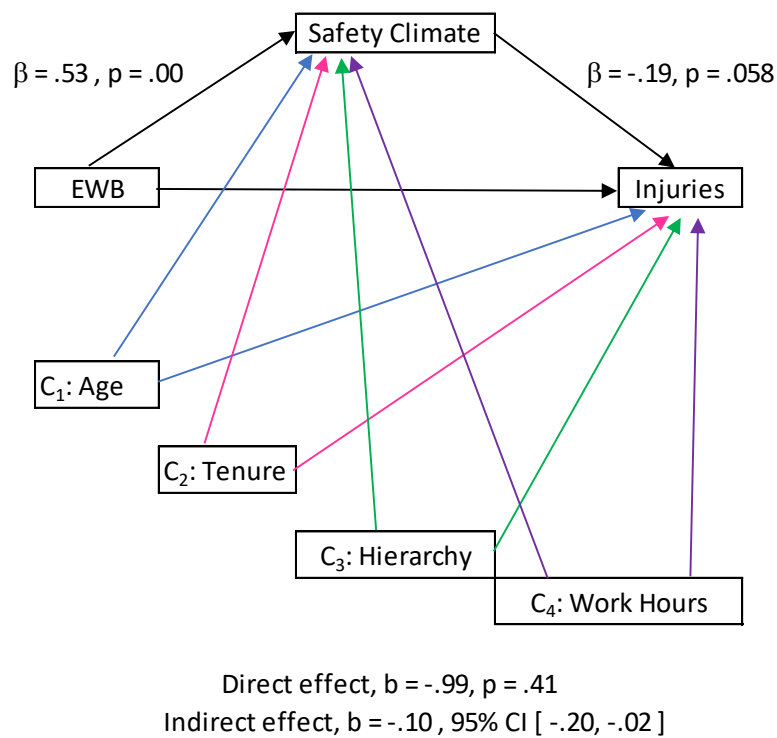 Safety Climate
β = .53 , p = .00
β = -.19, p = .058
EWB
Injuries
C₁: Age
C₂: Tenure
C₃: Hierarchy
C₄: Work Hours
Direct effect, b = -.99, p = .41
Indirect effect, b = -.10 , 95% CI [ -.20, -.02 ]